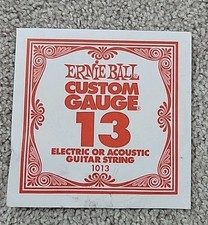 ERNIE BALL
CUSTOM
GAUGE
13
ELECTRIC OR ACOUSTIC
GUITAR STRING
1013